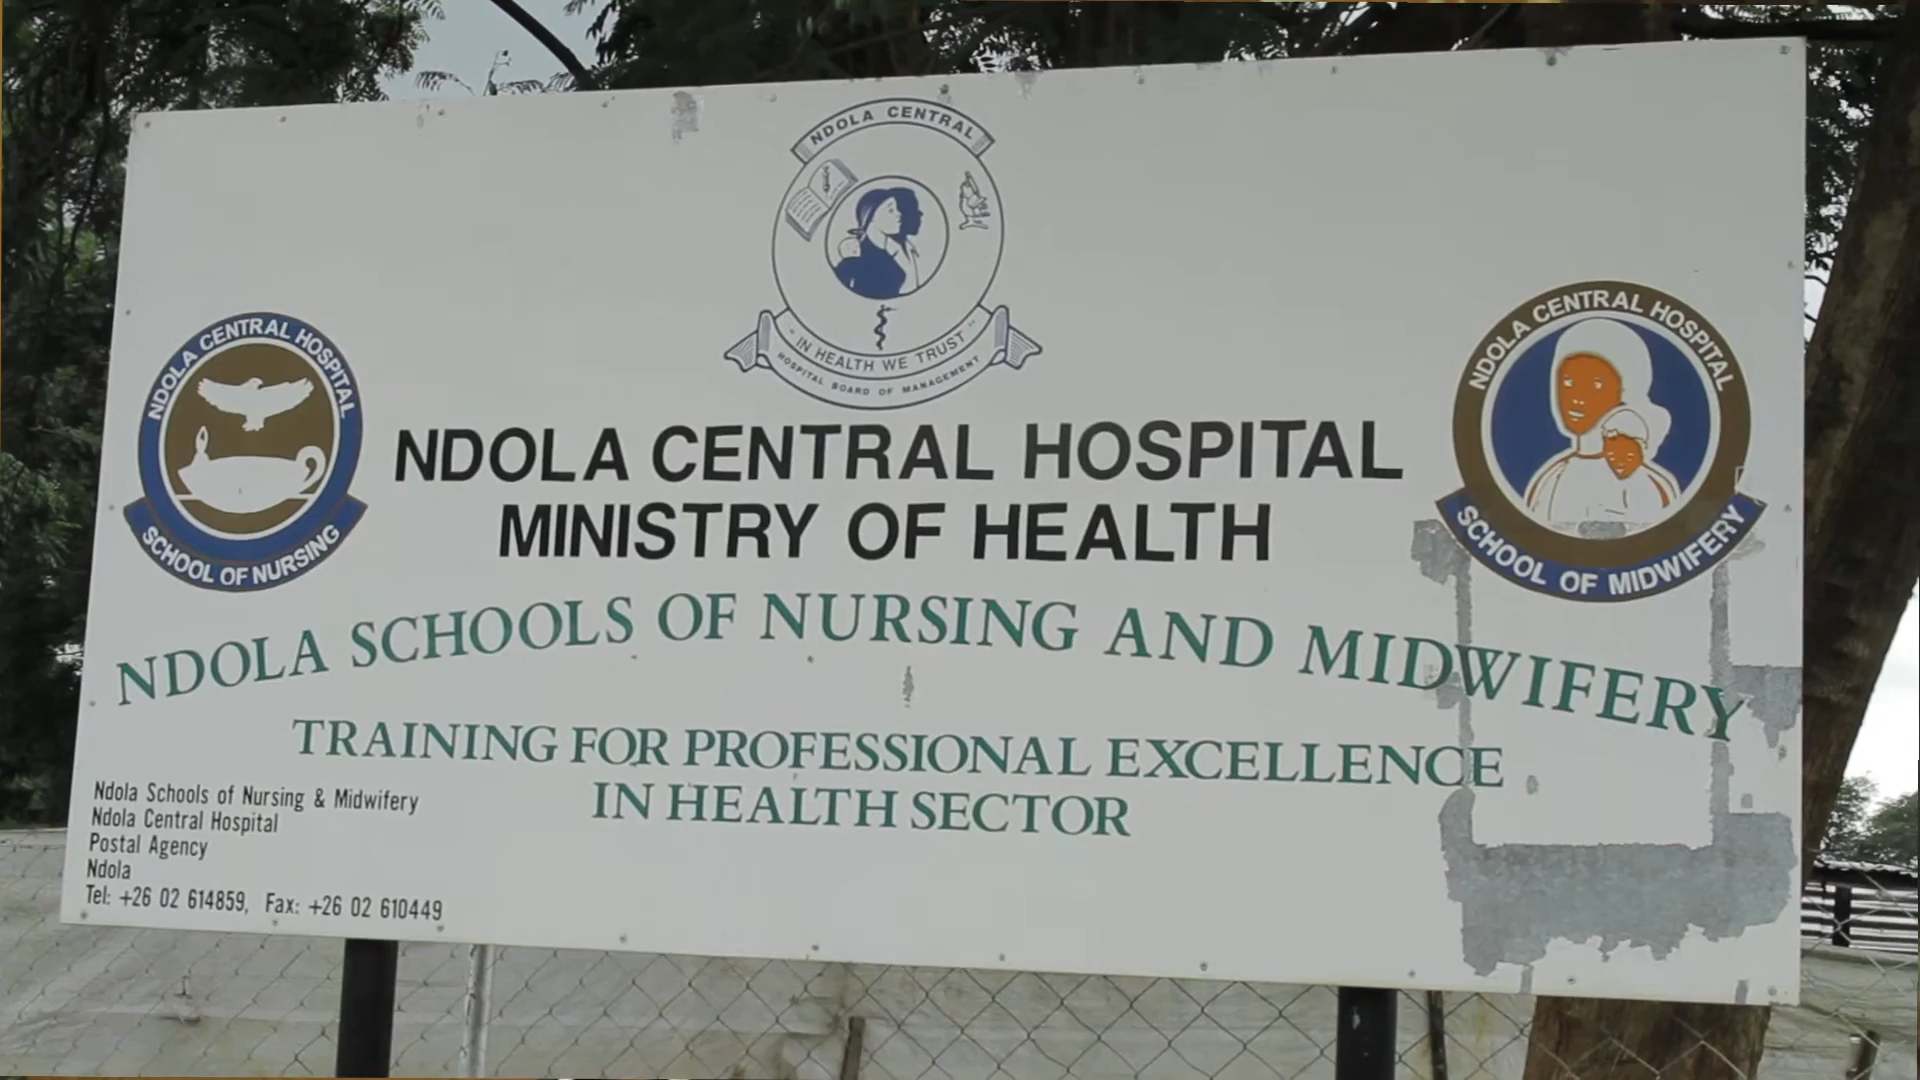 NDOLA CENTRAL
"IN HEALTH WE TRUST"
HOSPITAL BOARD OF MANAGEMENT
NDOLA CENTRAL HOSPITAL
SCHOOL OF NURSING
NDOLA CENTRAL HOSPITAL
SCHOOL OF MIDWIFERY
NDOLA CENTRAL HOSPITAL
MINISTRY OF HEALTH
NDOLA SCHOOLS OF NURSING AND MIDWIFERY
TRAINING FOR PROFESSIONAL EXCELLENCE
IN HEALTH SECTOR
Ndola Schools of Nursing & Midwifery
Ndola Central Hospital
Postal Agency
Ndola
Tel: +26 02 614859, Fax: +26 02 610449